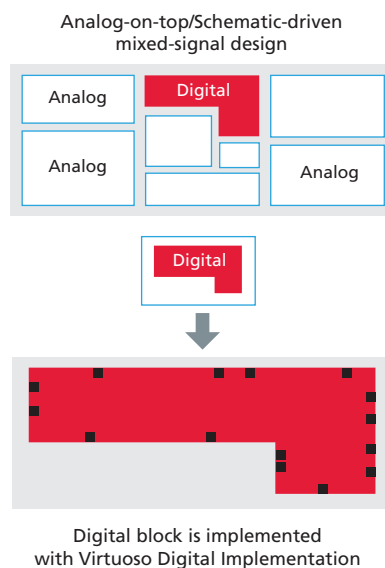 Analog-on-top/Schematic-driven
mixed-signal design
Analog
Digital
Analog
Analog
Digital
Digital block is implemented
with Virtuoso Digital Implementation